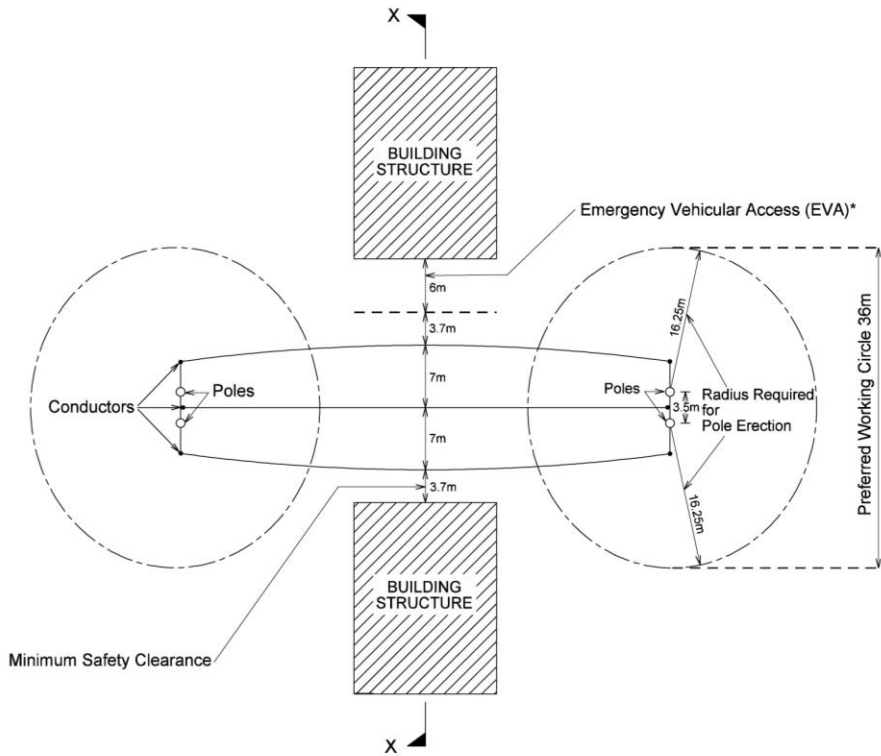 X
BUILDING
STRUCTURE
Emergency Vehicular Access (EVA)*
6m
3.7m
16.25m
7m
Poles
Poles
Conductors
3.5m
Radius Required
for
Pole Erection
Preferred Working Circle 36m
7m
3.7m
16.25m
BUILDING
STRUCTURE
Minimum Safety Clearance
X